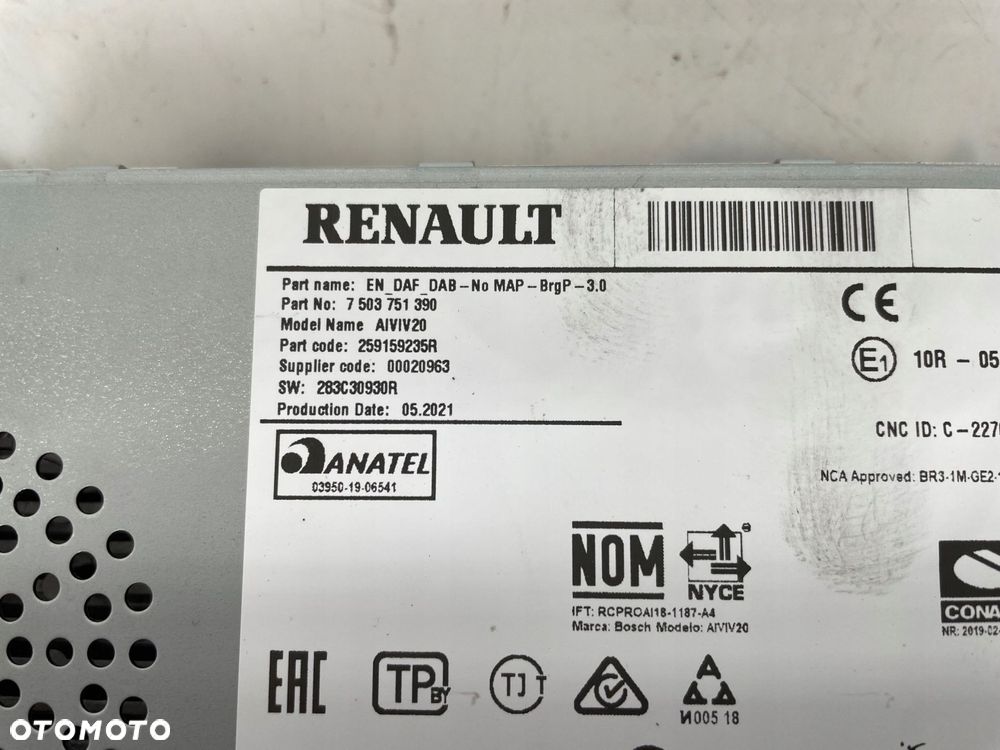 RENAULT
Part name: EN_DAF_DAB-No MAP-BrgP-3.0
Part No: 7 503 751 390
Model Name AIVIV20
Part code: 259159235R
Supplier code: 00020963
SW: 283C30930R
Production Date: 05.2021
CE
E1 10R - 05
CNC ID: C-227
NCA Approved: BR3-1M-GE2-
ANATEL
03950-19-06541
NOM
NYCE
IFT: RCPROAI18-1187-A4
Marca: Bosch Modelo: AIVIV20
CONA
NR: 2019-02-
EAC
TP BY
TJT
A
И005 18
OTOMOTO